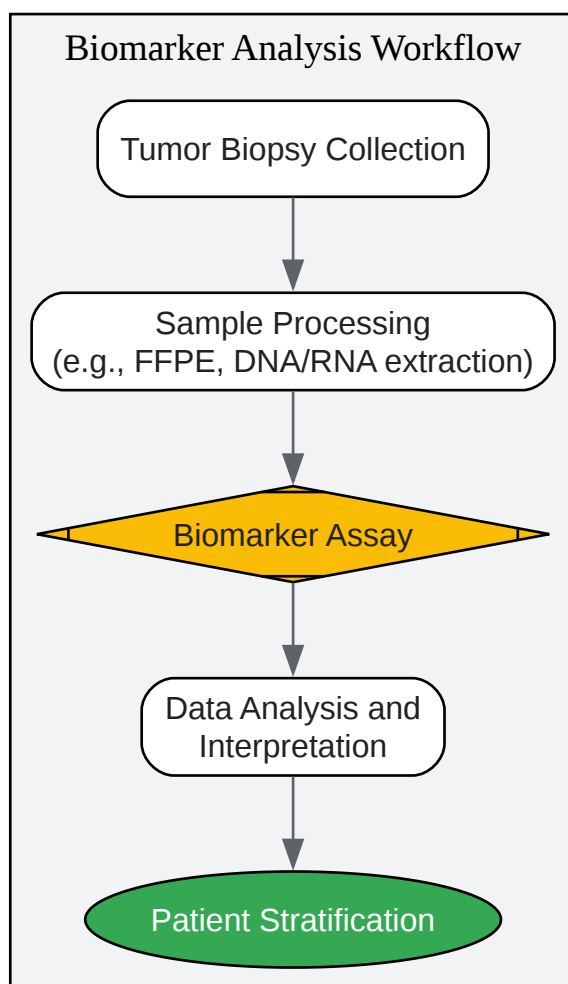 Biomarker Analysis Workflow
Tumor Biopsy Collection
Sample Processing
(e.g., FFPE, DNA/RNA extraction)
Biomarker Assay
Data Analysis and
Interpretation
Patient Stratification